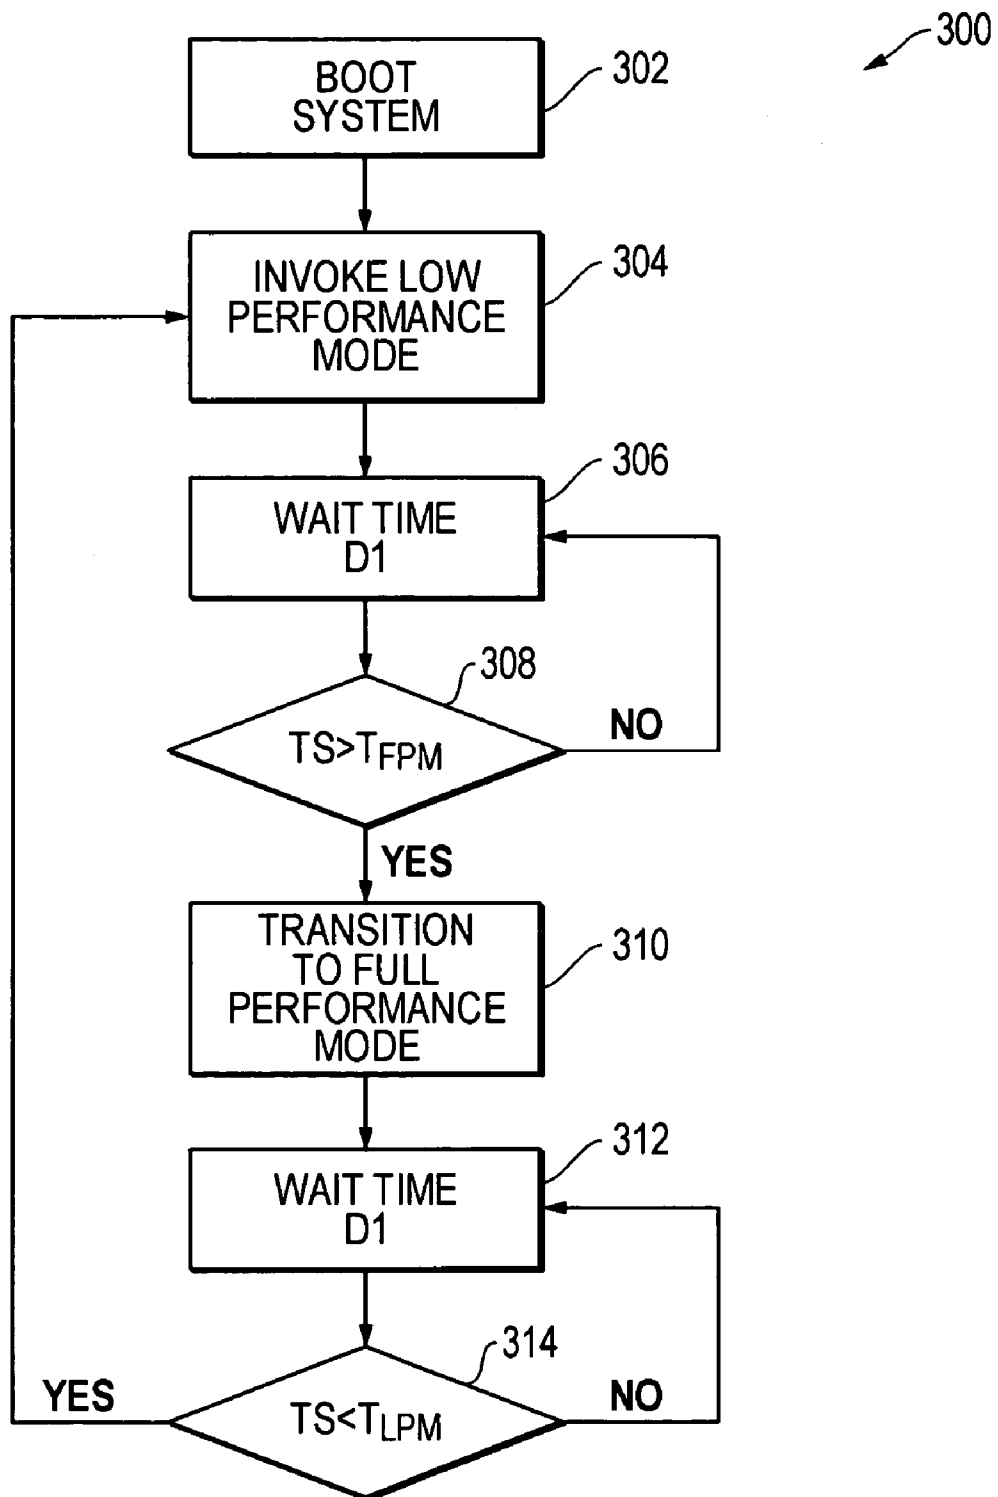 300
BOOT
SYSTEM
302
INVOKE LOW
PERFORMANCE
MODE
304
WAIT TIME
D1
306
TS>TFPM
308
NO
YES
TRANSITION
TO FULL
PERFORMANCE
MODE
310
WAIT TIME
D1
312
TS<TLPM
314
YES
NO